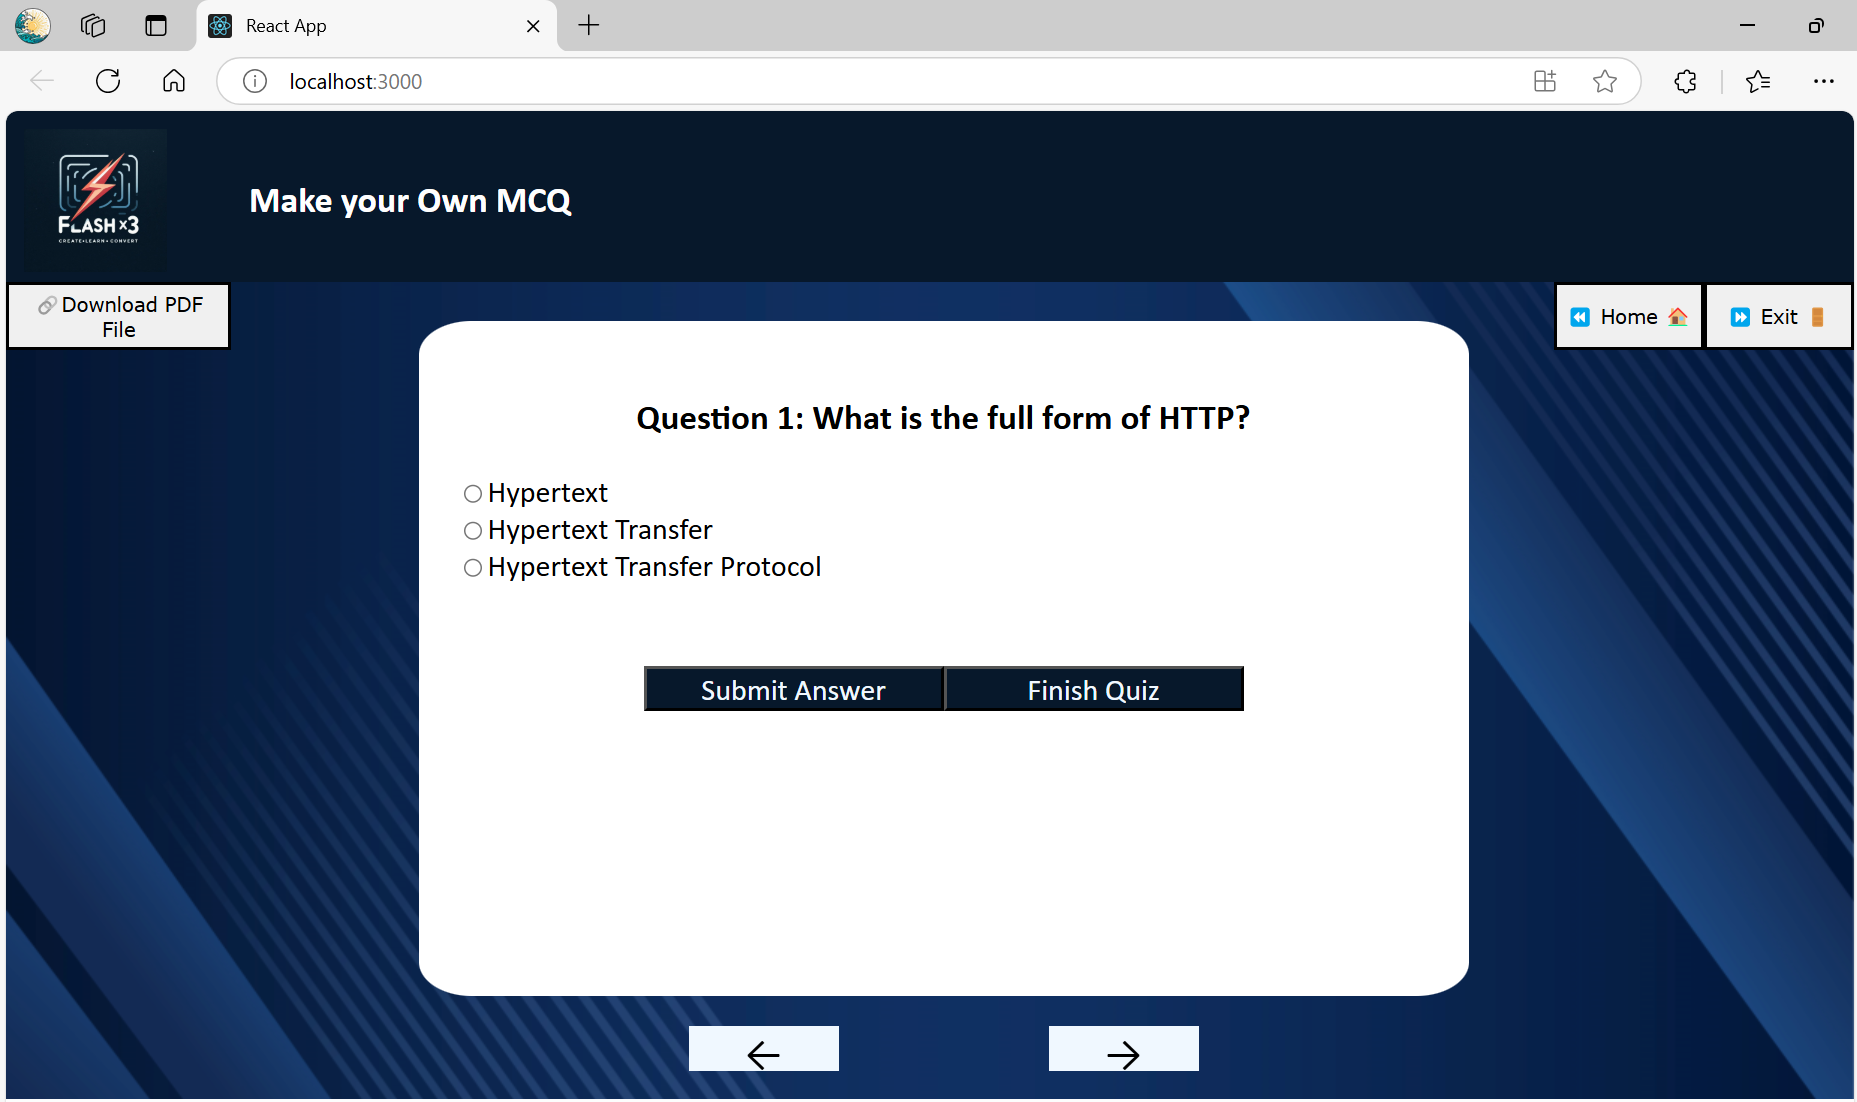 React App
localhost:3000
FLASH x3
CREATE•LEARN•CONVERT
Make your Own MCQ
Download PDF
File
Home
Exit
Question 1: What is the full form of HTTP?
Hypertext
Hypertext Transfer
Hypertext Transfer Protocol
Submit Answer
Finish Quiz